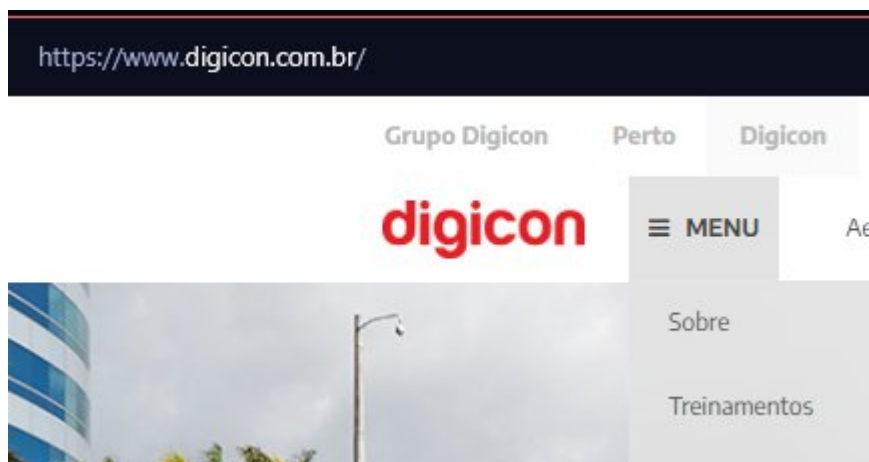 https://www.digicon.com.br/
Grupo Digicon Perto Digicon
digicon ≡ MENU
Sobre
Treinamentos